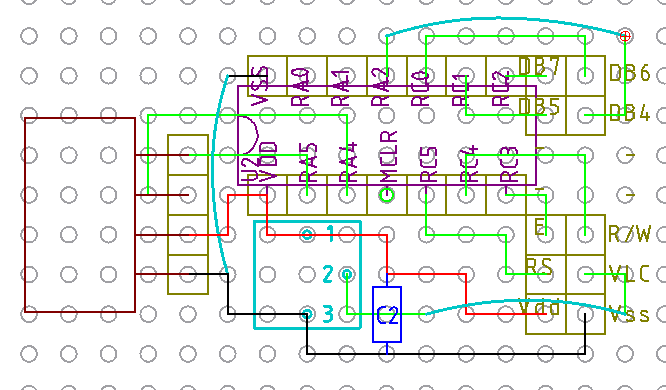 DB7 DB6
VSS RA0 RA1 RA2 RC0 RC1 RC2
DB5 DB4
U2 VDD RA5 RA4 MCLR RC5 RC4 RC3
- -
- -
1 E R/W
2 RS VLC
3 C2 Vdd Vss